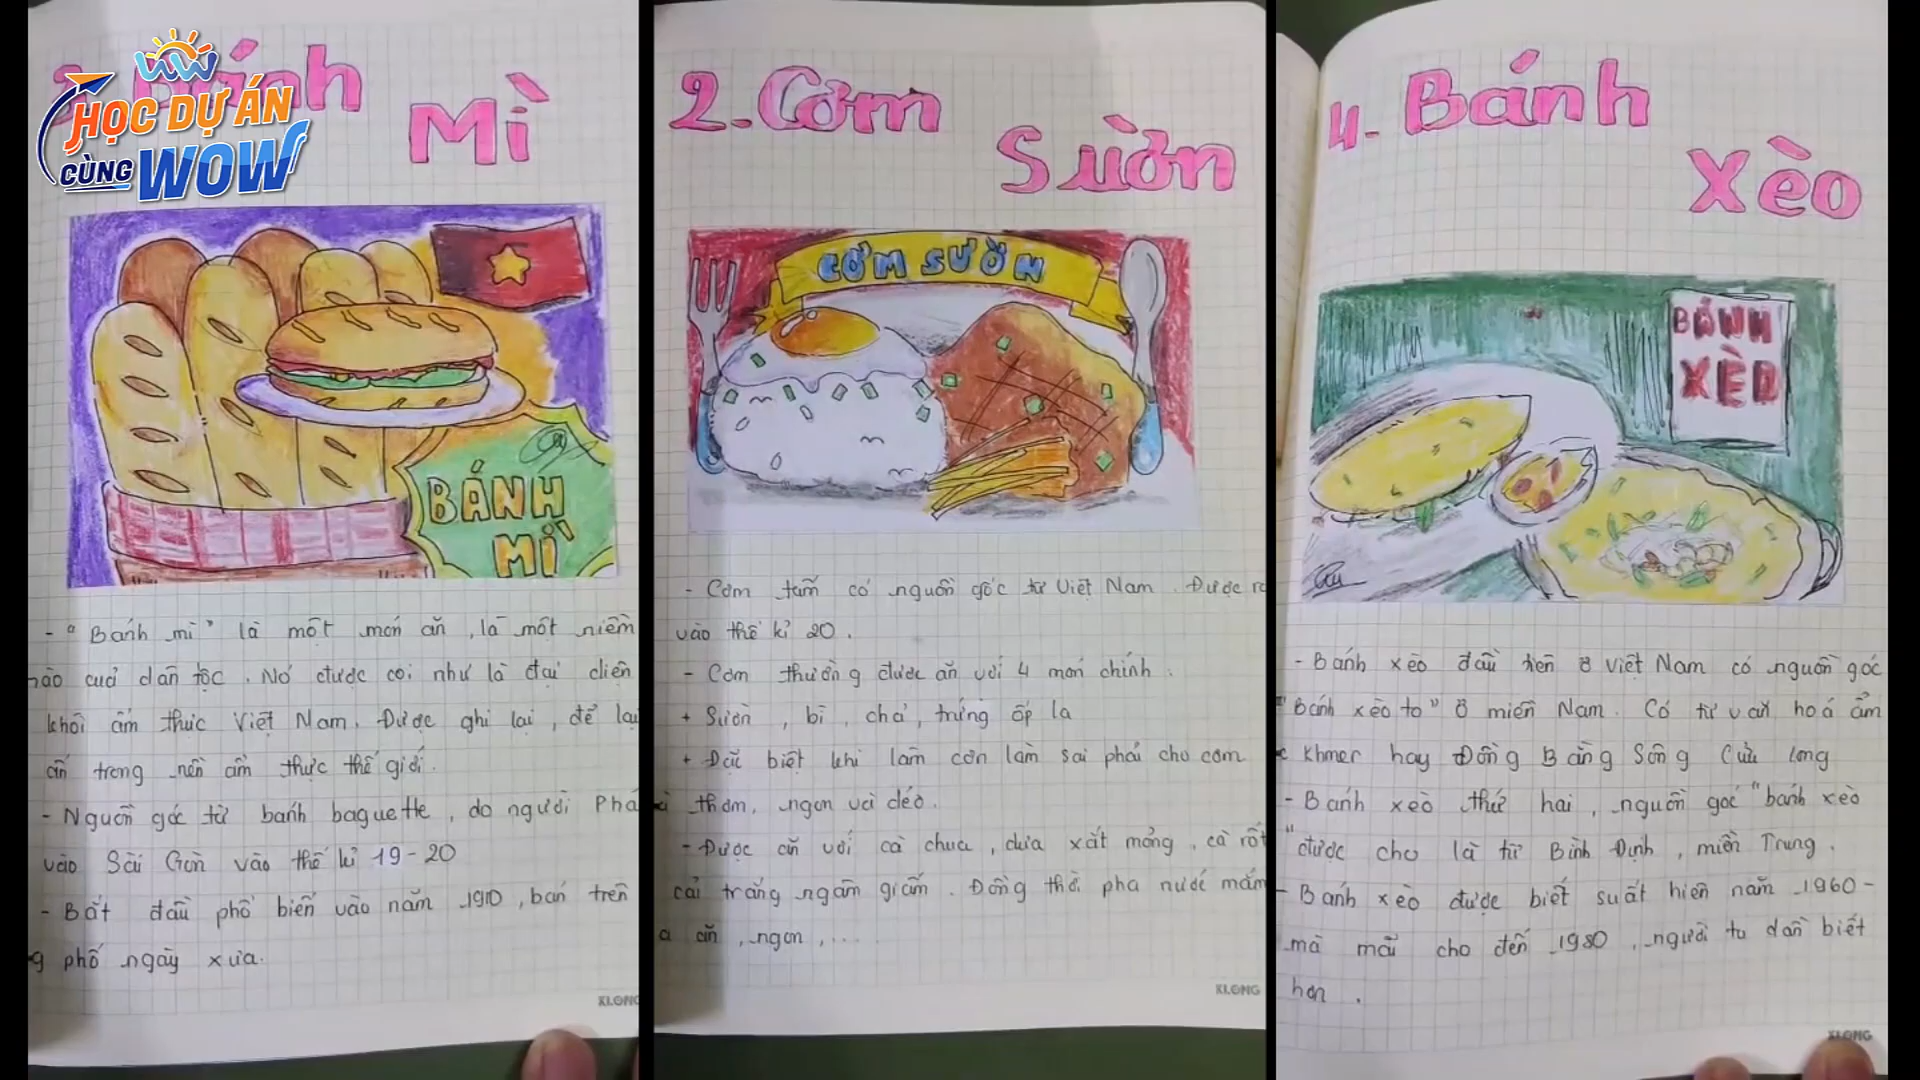 HỌC DỰ ÁN
CÙNG WOW
Mì
BÁNH
MÌ
- "Bánh mì" là một món ăn, là một niềm
hào cuả dân tộc. Nó được coi như là đại diện
khôi ẩm thực Việt Nam. Được ghi lại, để lại
ấn trong nền ẩm thực thế giới.
- Nguồn gốc từ bánh baguette, do người Phá
vào Sài Gòn vào thế kỉ 19-20
- Bắt đầu phổ biến vào năm 1910, bán trên
g phố ngày xưa.
KLONG
2. Cơm
Sườn
CƠM SƯỜN
- Cơm tấm có nguồn gốc từ Việt Nam. Được ra
vào thế kỉ 20.
- Cơm thường được ăn với 4 món chính:
+ Sườn, bì, chả, trứng ốp la
+ Đặc biệt khi làm cơm làm sai phải cho cơm
thơm, ngon và dẻo.
- Được ăn với cà chua, dưa xắt mỏng, cà rốt
cải trắng ngâm giấm. Đồng thời pha nước mắm
ăn, ngon,...
KLONG
4. Bánh
Xèo
BÁNH
XÈO
- Bánh xèo đầu tiên ở Việt Nam có nguồn gốc
"Bánh xèo to" ở miền Nam. Có từ văn hoá ẩm
Khmer hay Đồng Bằng Sông Cửu Long
- Bánh xèo thứ hai, nguồn gốc "bánh xèo
" được cho là từ Bình Định, miền Trung.
- Bánh xèo được biết suất hiện năm 1960-
mà mãi cho đến 1980, người ta dần biết
hơn.
KLONG